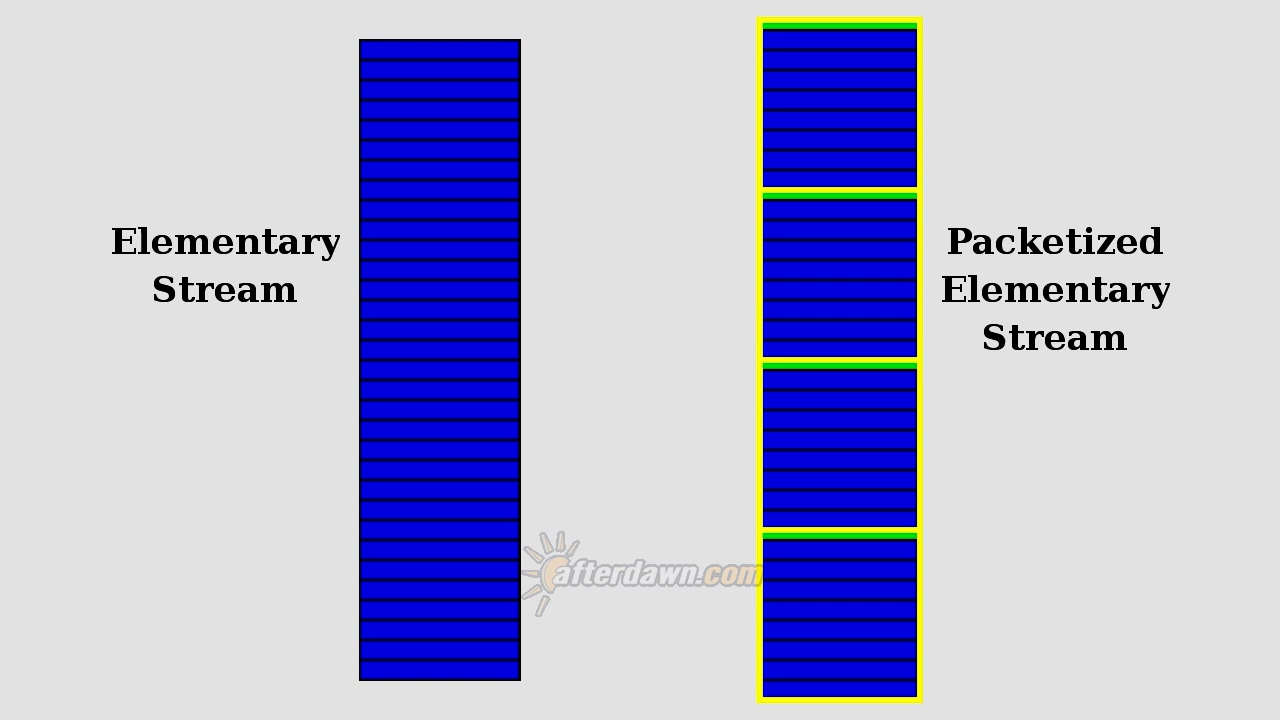 Elementary
Stream
Packetized
Elementary
Stream
afterdawn.com